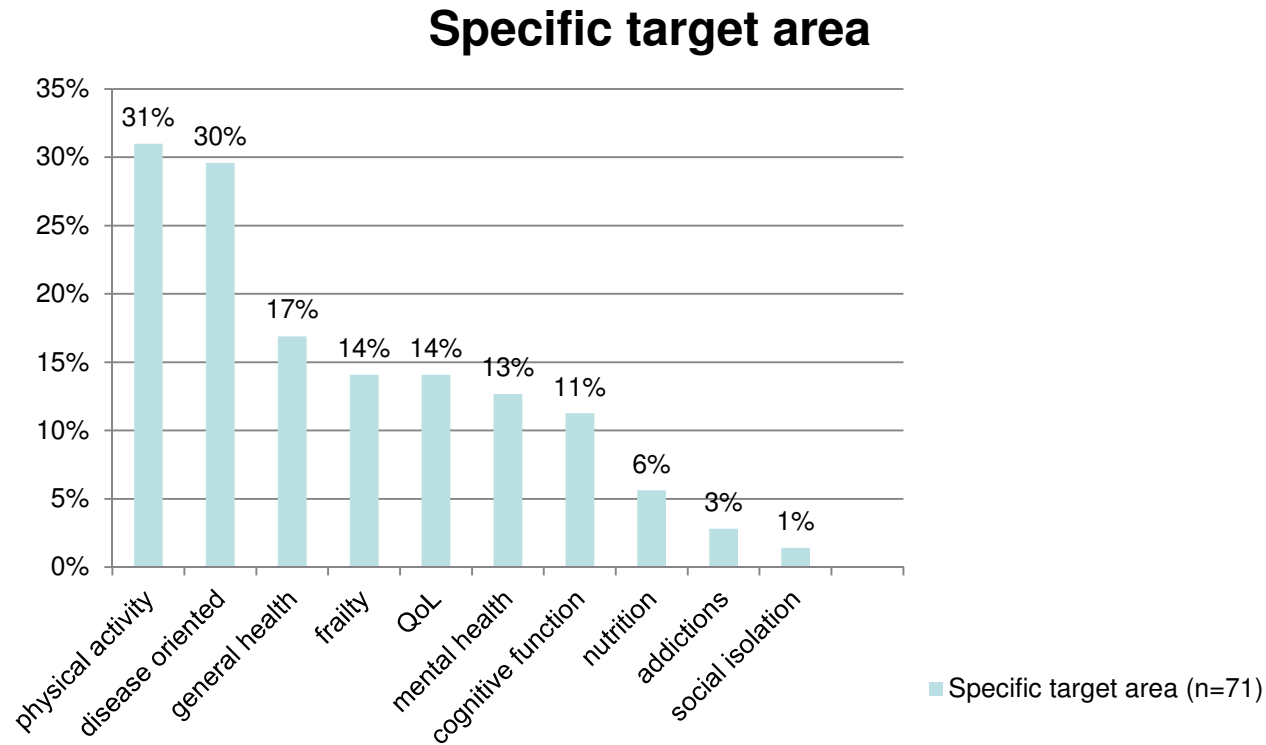 Specific target area
35%
30%
25%
20%
15%
10%
5%
0%
31%
30%
17%
14%
14%
13%
11%
6%
3%
1%
physical activity
disease oriented
general health
frailty
QoL
mental health
cognitive function
nutrition
addictions
social isolation
Specific target area (n=71)